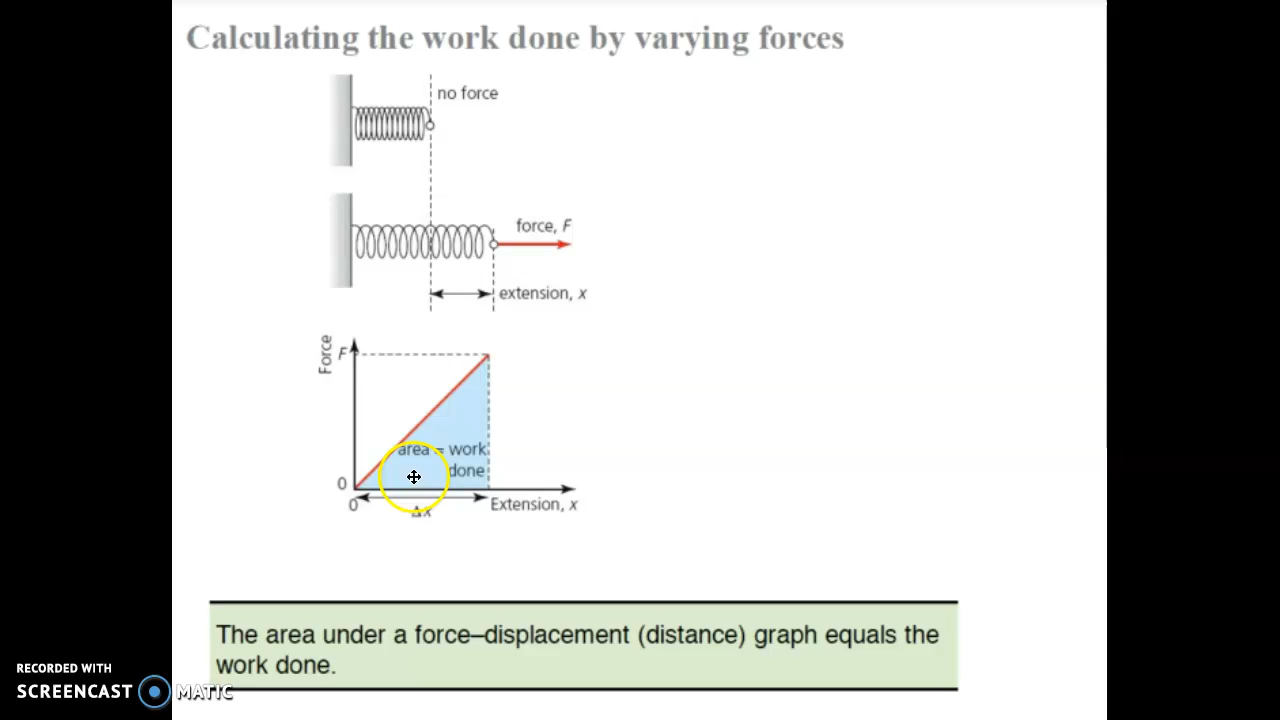 Calculating the work done by varying forces
no force
force, F
extension, x
Force
F
area = work
done
0
0
Δx
Extension, x
The area under a force–displacement (distance) graph equals the
work done.
RECORDED WITH
SCREENCAST MATIC